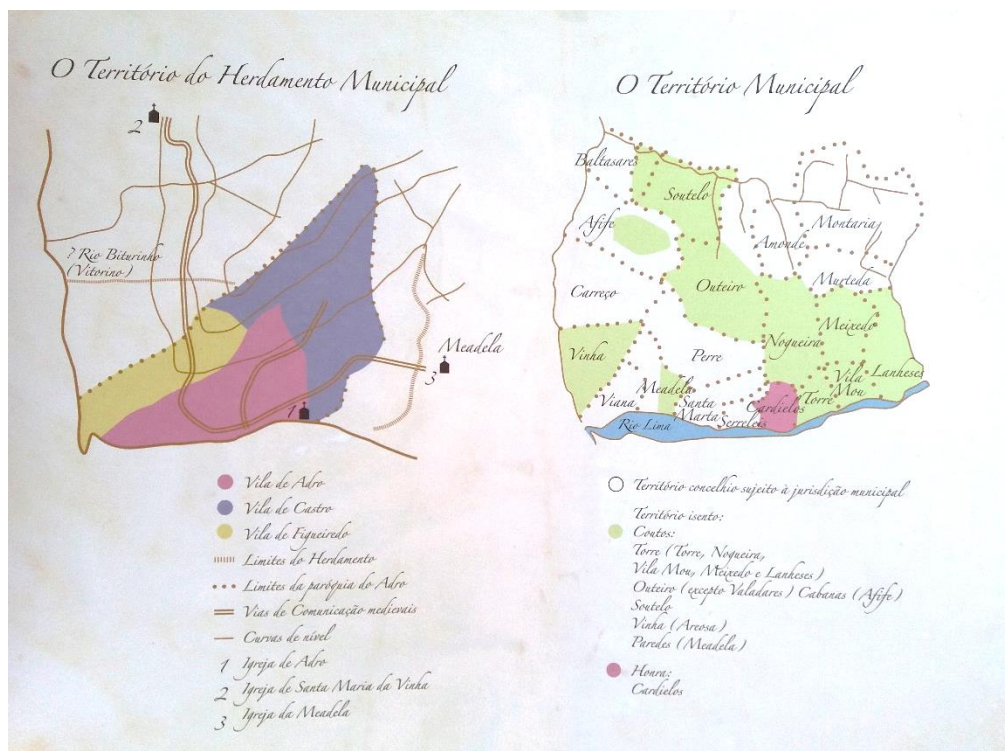 O Território do Herdamento Municipal
2
? Rio Biturinho
(Vitorino)
Meadela
3
1
Vila de Adro
Vila de Castro
Vila de Figueiredo
Limites do Herdamento
Limites da paróquia do Adro
Vias de Comunicação medievais
Curvas de nível
1 Igreja de Adro
2 Igreja de Santa Maria da Vinha
3 Igreja da Meadela
O Território Municipal
Baltasares
Soutelo
Afife
Montaria
Amonde
Carreço
Outeiro
Murteda
Meixedo
Nogueira
Vinha
Perre
Lanheses
Vila
Mou
Meadela
Viana
Santa
Marta
Cardielos
Torre
Serreleis
Rio Lima
Território concelhio sujeito à jurisdição municipal
Território isento:
Coutos:
Torre (Torre, Nogueira,
Vila Mou, Meixedo e Lanheses)
Outeiro (excepto Valadares) Cabanas (Afife)
Soutelo
Vinha (Areosa)
Paredes (Meadela)
Honra:
Cardielos